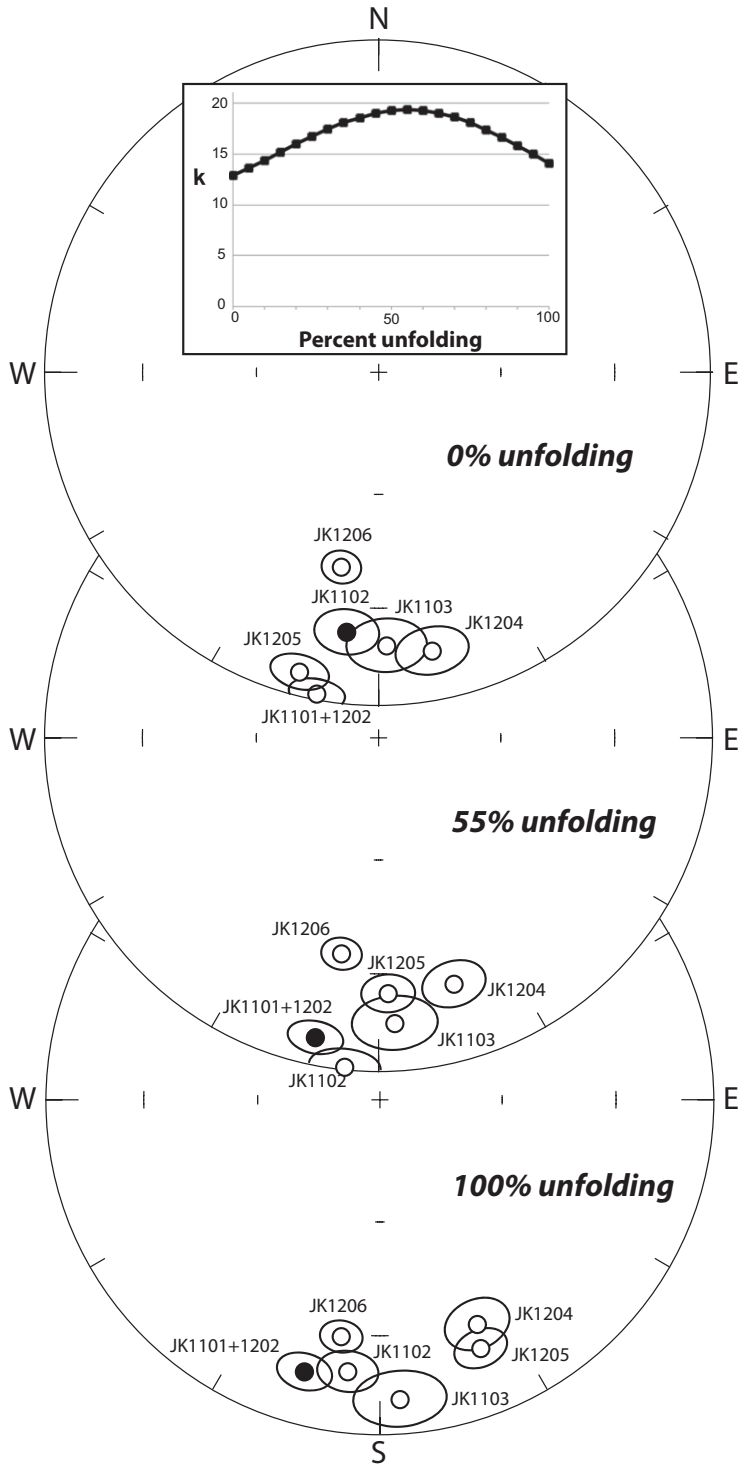 N
20
15
k
10
5
0
0 50 100
Percent unfolding
W E
0% unfolding
JK1206
JK1102
JK1103
JK1204
JK1205
JK1101+1202
W E
55% unfolding
JK1206
JK1205
JK1204
JK1101+1202
JK1103
JK1102
W E
100% unfolding
JK1206
JK1204
JK1101+1202
JK1102
JK1205
JK1103
S